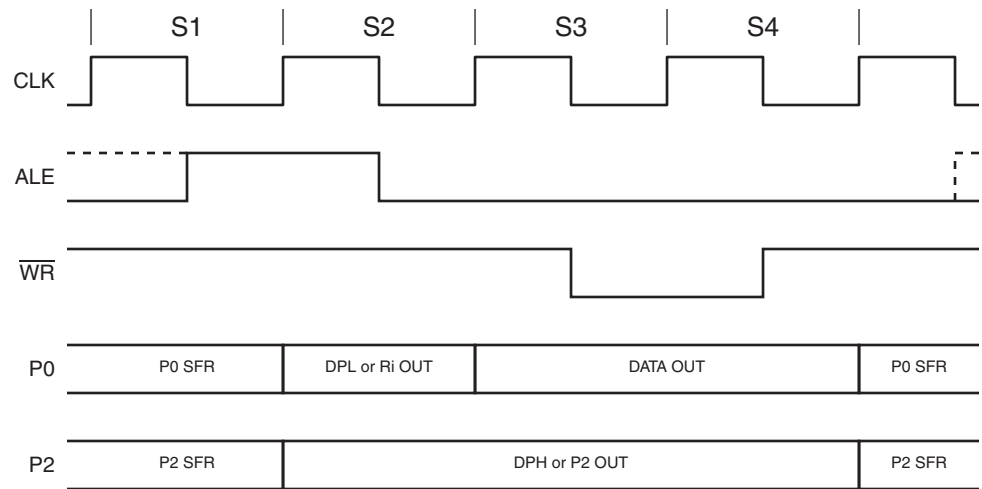 S1 S2 S3 S4
CLK
ALE
WR
P0 P0 SFR DPL or Ri OUT DATA OUT P0 SFR
P2 P2 SFR DPH or P2 OUT P2 SFR